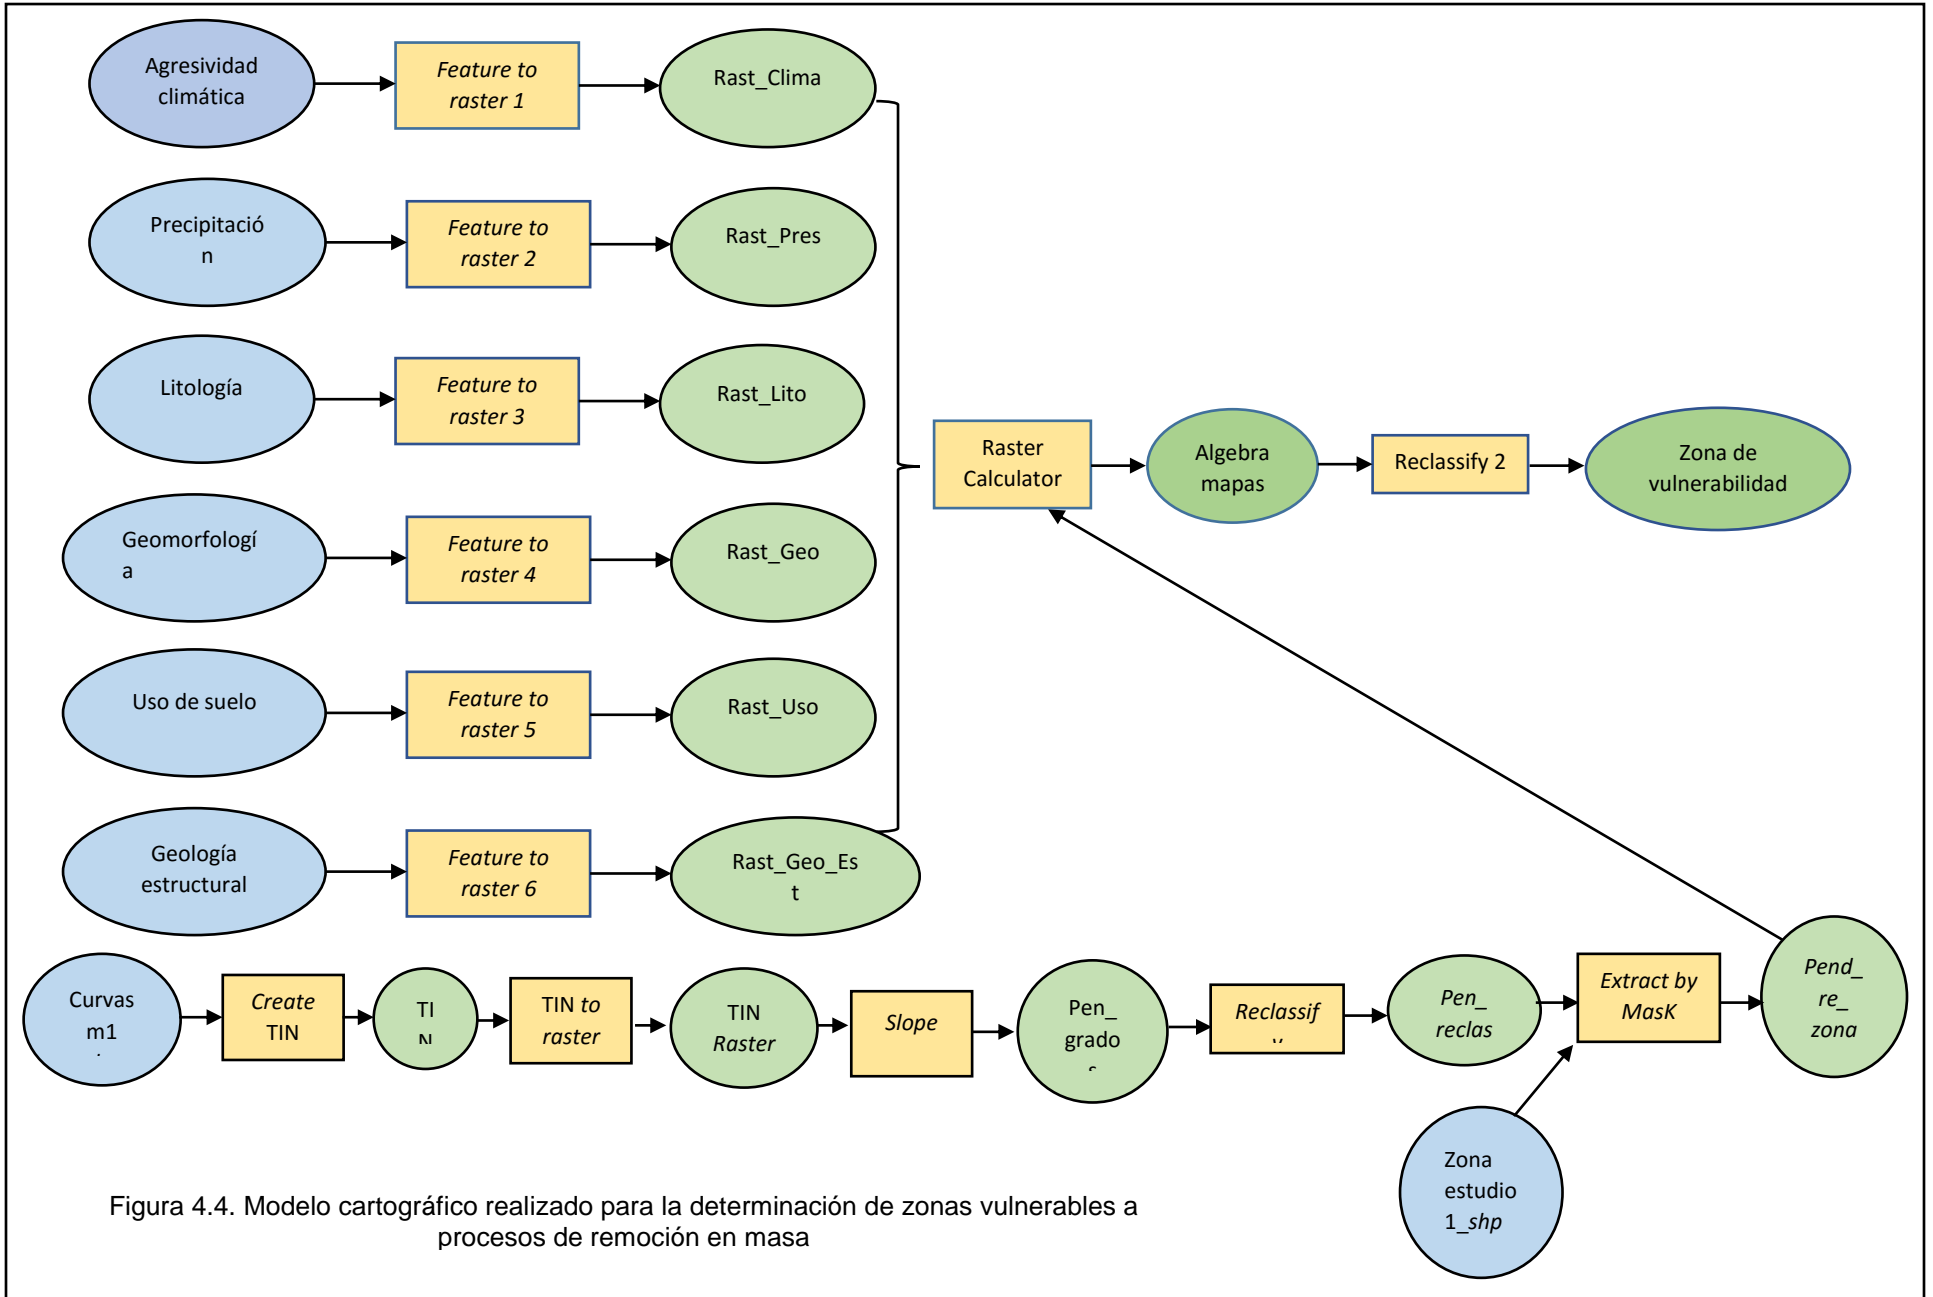 Agresividad
climática
Feature to
raster 1
Rast_Clima
Precipitació
n
Feature to
raster 2
Rast_Pres
Litología
Feature to
raster 3
Rast_Lito
Raster
Calculator
Algebra
mapas
Reclassify 2
Zona de
vulnerabilidad
Geomorfologí
a
Feature to
raster 4
Rast_Geo
Uso de suelo
Feature to
raster 5
Rast_Uso
Geología
estructural
Feature to
raster 6
Rast_Geo_Es
t
Curvas
m1
Create
TIN
TI
N
TIN to
raster
TIN
Raster
Slope
Pen_
grado
s
Reclassif
y
Pen_
reclas
Extract by
MasK
Pend_
re_
zona
Zona
estudio
1_shp
Figura 4.4. Modelo cartográfico realizado para la determinación de zonas vulnerables a
procesos de remoción en masa